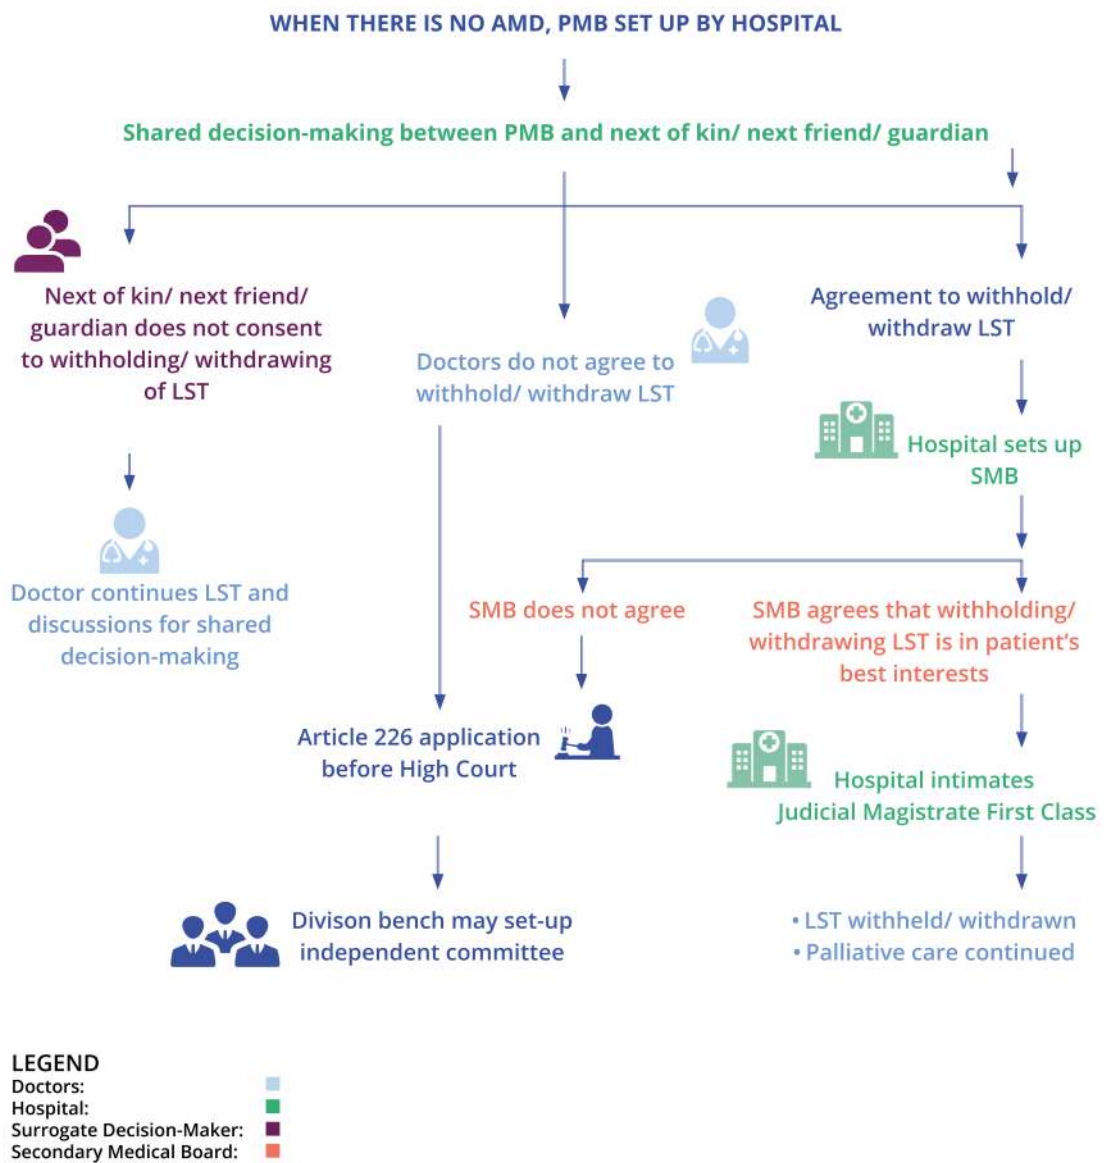 WHEN THERE IS NO AMD, PMB SET UP BY HOSPITAL
Shared decision-making between PMB and next of kin/ next friend/ guardian
Next of kin/ next friend/
guardian does not consent
to withholding/ withdrawing
of LST
Doctors do not agree to
withhold/ withdraw LST
Agreement to withhold/
withdraw LST
Hospital sets up
SMB
Doctor continues LST and
discussions for shared
decision-making
SMB does not agree
SMB agrees that withholding/
withdrawing LST is in patient's
best interests
Article 226 application
before High Court
Hospital intimates
Judicial Magistrate First Class
Divison bench may set-up
independent committee
• LST withheld/ withdrawn
• Palliative care continued
LEGEND
Doctors:
Hospital:
Surrogate Decision-Maker:
Secondary Medical Board: